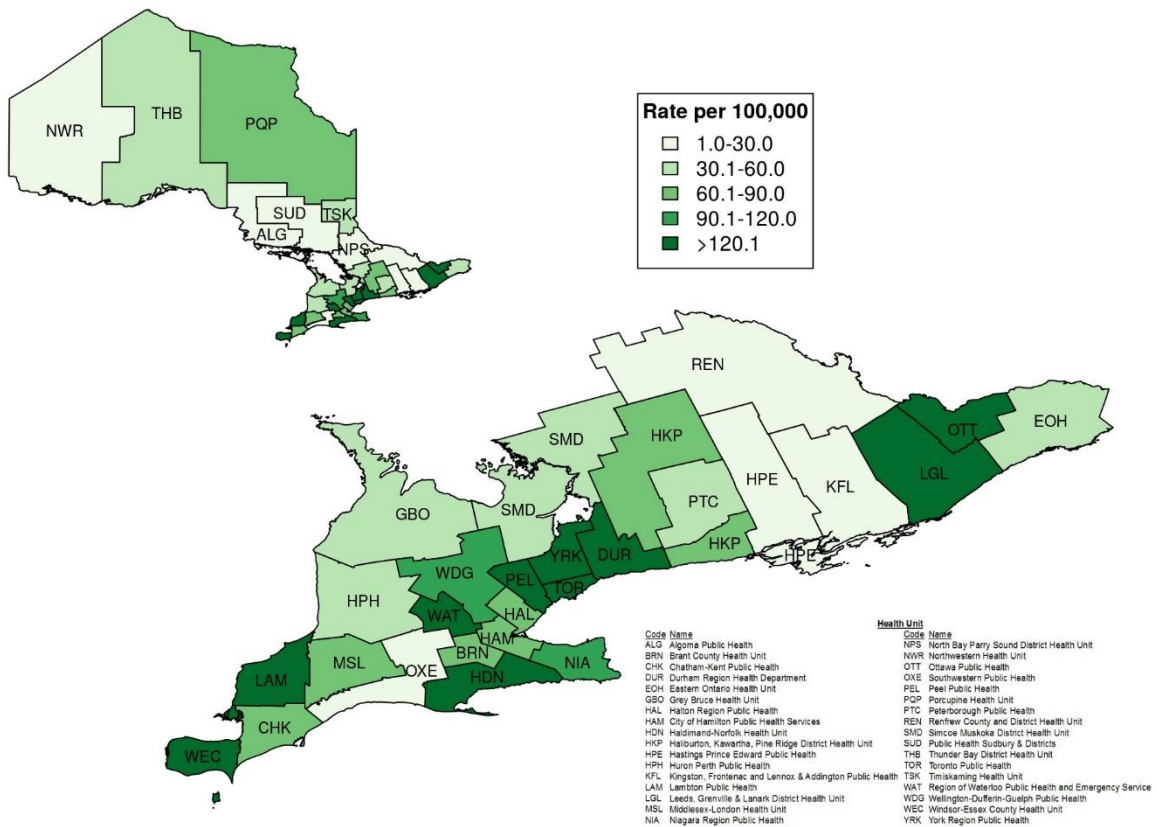 Rate per 100,000
1.0-30.0
30.1-60.0
60.1-90.0
90.1-120.0
>120.1
NWR
THB
PQP
SUD
TSK
ALG
NPS
REN
SMD
HKP
OTT
EOH
HPE
KFL
LGL
PTC
GBO
SMD
YRK
DUR
HKP
HPE
WDG
PEL
TOR
HPH
WAT
HAL
HAM
MSL
BRN
OXE
NIA
LAM
HDN
CHK
WEC
Health Unit
Code Name
ALG Algoma Public Health
BRN Brant County Health Unit
CHK Chatham-Kent Public Health
DUR Durham Region Health Department
EOH Eastern Ontario Health Unit
GBO Grey Bruce Health Unit
HAL Halton Region Public Health
HAM City of Hamilton Public Health Services
HDN Haldimand-Norfolk Health Unit
HKP Haliburton, Kawartha, Pine Ridge District Health Unit
HPE Hastings Prince Edward Public Health
HPH Huron Perth Public Health
KFL Kingston, Frontenac and Lennox & Addington Public Health
LAM Lambton Public Health
LGL Leeds, Grenville & Lanark District Health Unit
MSL Middlesex-London Health Unit
NIA Niagara Region Public Health
Code Name
NPS North Bay Parry Sound District Health Unit
NWR Northwestern Health Unit
OTT Ottawa Public Health
OXE Southwestern Public Health
PEL Peel Public Health
PQP Porcupine Health Unit
PTC Peterborough Public Health
REN Renfrew County and District Health Unit
SMD Simcoe Muskoka District Health Unit
SUD Public Health Sudbury & Districts
THB Thunder Bay District Health Unit
TOR Toronto Public Health
TSK Timiskaming Health Unit
WAT Region of Waterloo Public Health and Emergency Service
WDG Wellington-Dufferin-Guelph Public Health
WEC Windsor-Essex County Health Unit
YRK York Region Public Health